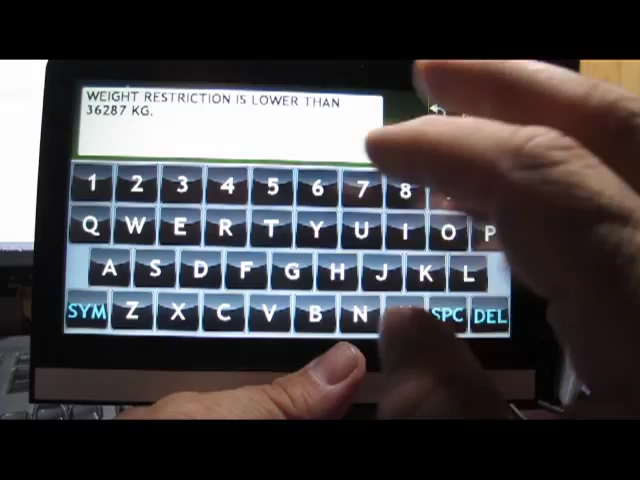 WEIGHT RESTRICTION IS LOWER THAN
36287 KG.
1 2 3 4 5 6 7 8
Q W E R T Y U I O P
A S D F G H J K L
SYM Z X C V B N SPC DEL